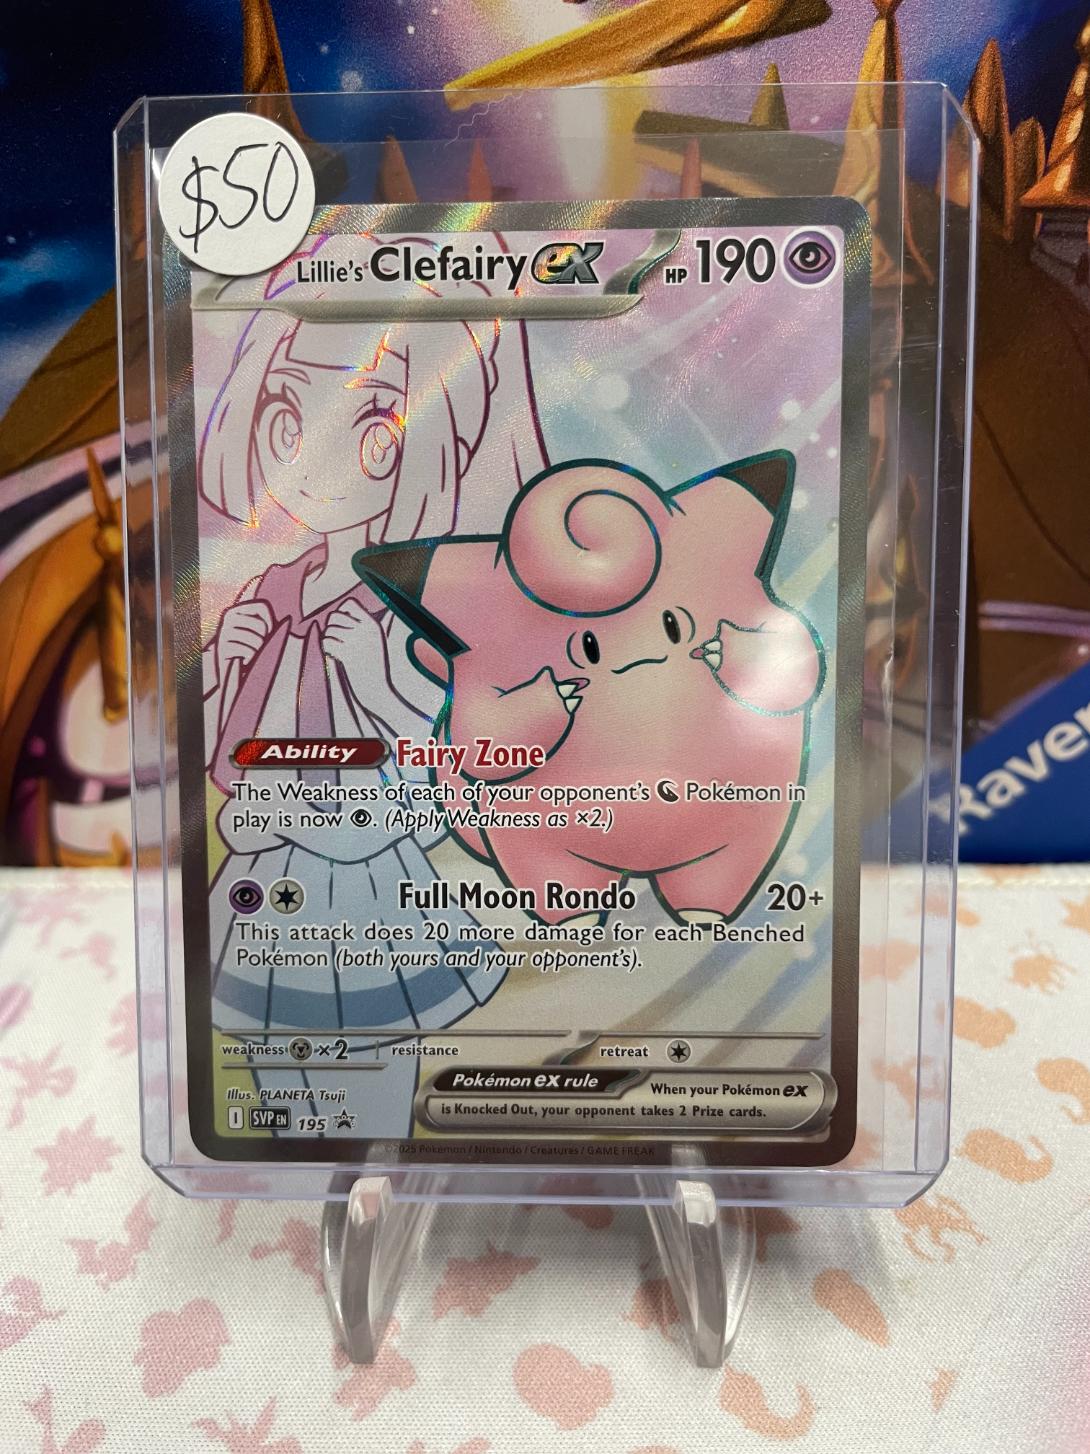 $50
Lillie's Clefairy ex HP 190
Ability Fairy Zone
The Weakness of each of your opponent's Pokémon in
play is now . (Apply Weakness as ×2.)
Full Moon Rondo 20+
This attack does 20 more damage for each Benched
Pokémon (both yours and your opponent's).
weakness ×2 resistance retreat
Pokémon ex rule When your Pokémon ex
is Knocked Out, your opponent takes 2 Prize cards.
Illus. PLANETA Tsuji
I SVP EN 195
©2025 Pokémon / Nintendo / Creatures / GAME FREAK
Raven